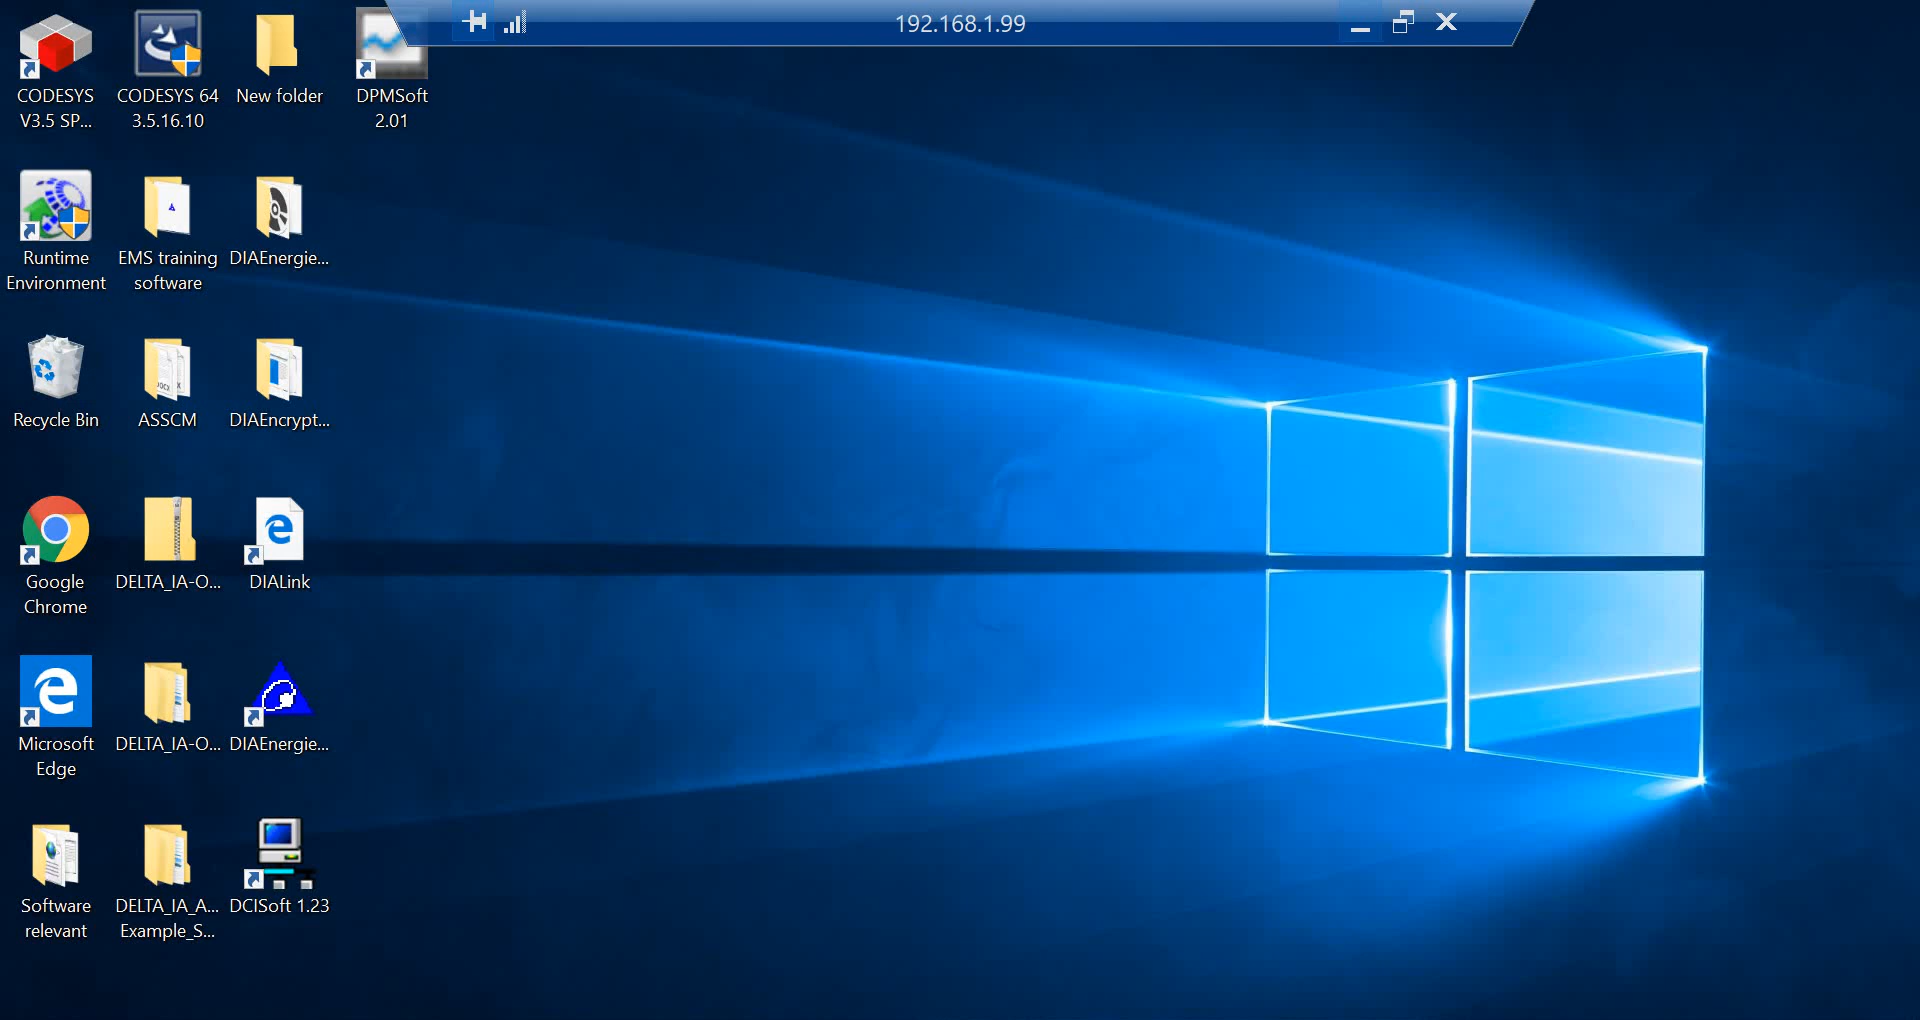 192.168.1.99
CODESYS
V3.5 SP...
CODESYS 64
3.5.16.10
New folder
DPMSoft
2.01
Runtime
Environment
EMS training
software
DIAEnergie...
Recycle Bin
ASSCM
DIAEncrypt...
Google
Chrome
DELTA_IA-O...
DIALink
Microsoft
Edge
DELTA_IA-O...
DIAEnergie...
Software
relevant
DELTA_IA_A...
Example_S...
DCISoft 1.23